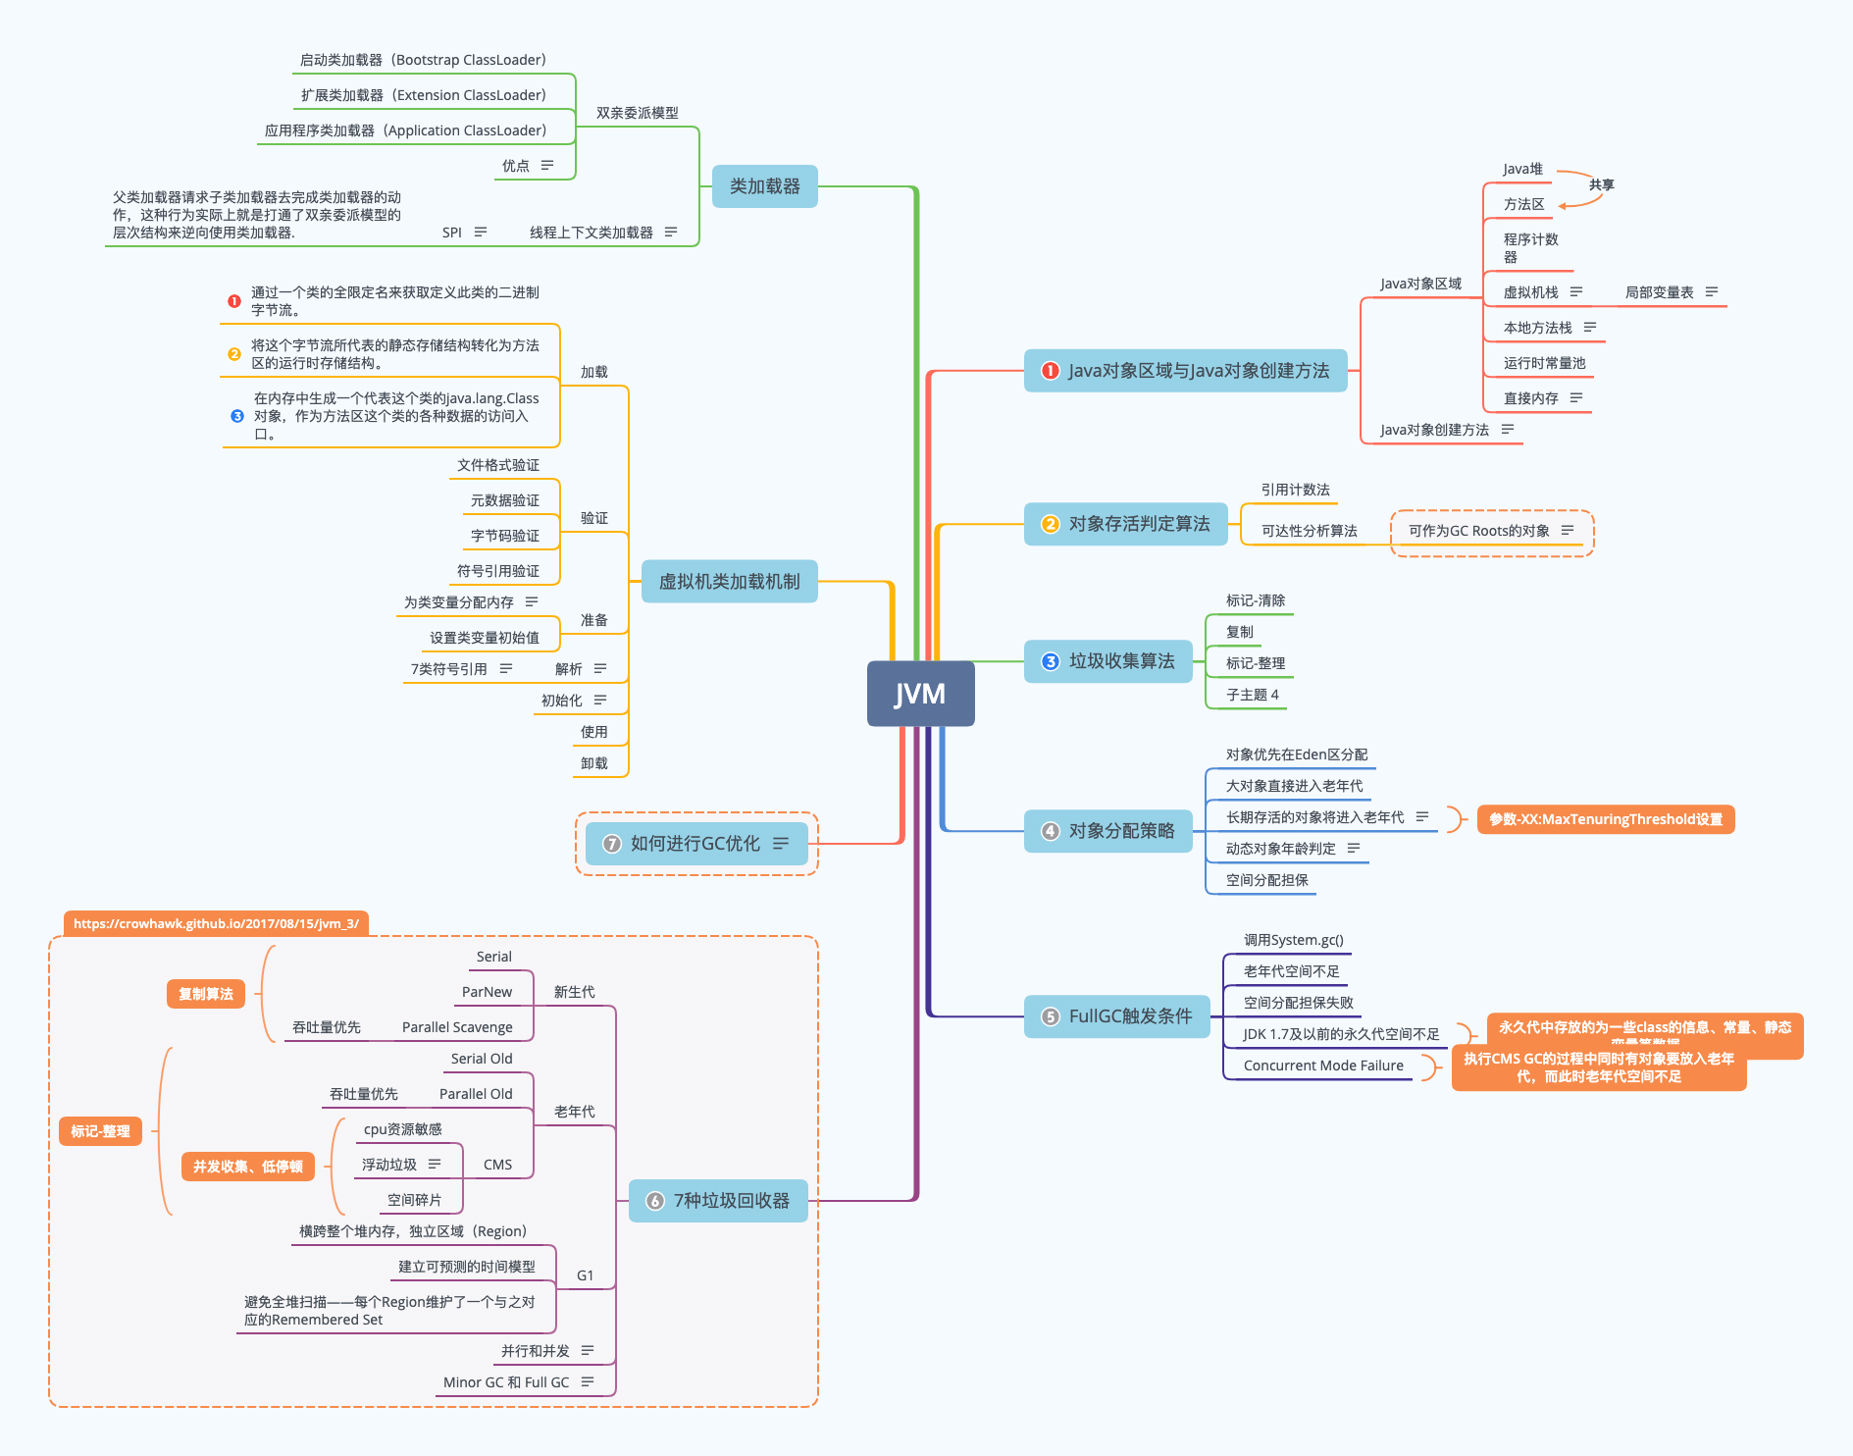 JVM
类加载器
双亲委派模型
启动类加载器（Bootstrap ClassLoader）
扩展类加载器（Extension ClassLoader）
应用程序类加载器（Application ClassLoader）
优点
线程上下文类加载器
SPI
父类加载器请求子类加载器去完成类加载器的动
作，这种行为实际上就是打通了双亲委派模型的
层次结构来逆向使用类加载器.
虚拟机类加载机制
加载
1 通过一个类的全限定名来获取定义此类的二进制
字节流。
2 将这个字节流所代表的静态存储结构转化为方法
区的运行时存储结构。
3 在内存中生成一个代表这个类的java.lang.Class
对象，作为方法区这个类的各种数据的访问入
口。
验证
文件格式验证
元数据验证
字节码验证
符号引用验证
准备
为类变量分配内存
设置类变量初始值
解析
7类符号引用
初始化
使用
卸载
7 如何进行GC优化
https://crowhawk.github.io/2017/08/15/jvm_3/
6 7种垃圾回收器
新生代
Serial
ParNew
Parallel Scavenge
吞吐量优先
复制算法
老年代
Serial Old
Parallel Old
吞吐量优先
CMS
cpu资源敏感
浮动垃圾
空间碎片
并发收集、低停顿
标记-整理
G1
横跨整个堆内存，独立区域（Region）
建立可预测的时间模型
避免全堆扫描——每个Region维护了一个与之对
应的Remembered Set
并行和并发
Minor GC 和 Full GC
1 Java对象区域与Java对象创建方法
Java对象区域
Java堆
共享
方法区
程序计数
器
虚拟机栈
局部变量表
本地方法栈
运行时常量池
直接内存
Java对象创建方法
2 对象存活判定算法
引用计数法
可达性分析算法
可作为GC Roots的对象
3 垃圾收集算法
标记-清除
复制
标记-整理
子主题 4
4 对象分配策略
对象优先在Eden区分配
大对象直接进入老年代
长期存活的对象将进入老年代
参数-XX:MaxTenuringThreshold设置
动态对象年龄判定
空间分配担保
5 FullGC触发条件
调用System.gc()
老年代空间不足
空间分配担保失败
JDK 1.7及以前的永久代空间不足
永久代中存放的为一些class的信息、常量、静态
Concurrent Mode Failure
执行CMS GC的过程中同时有对象要放入老年
代，而此时老年代空间不足